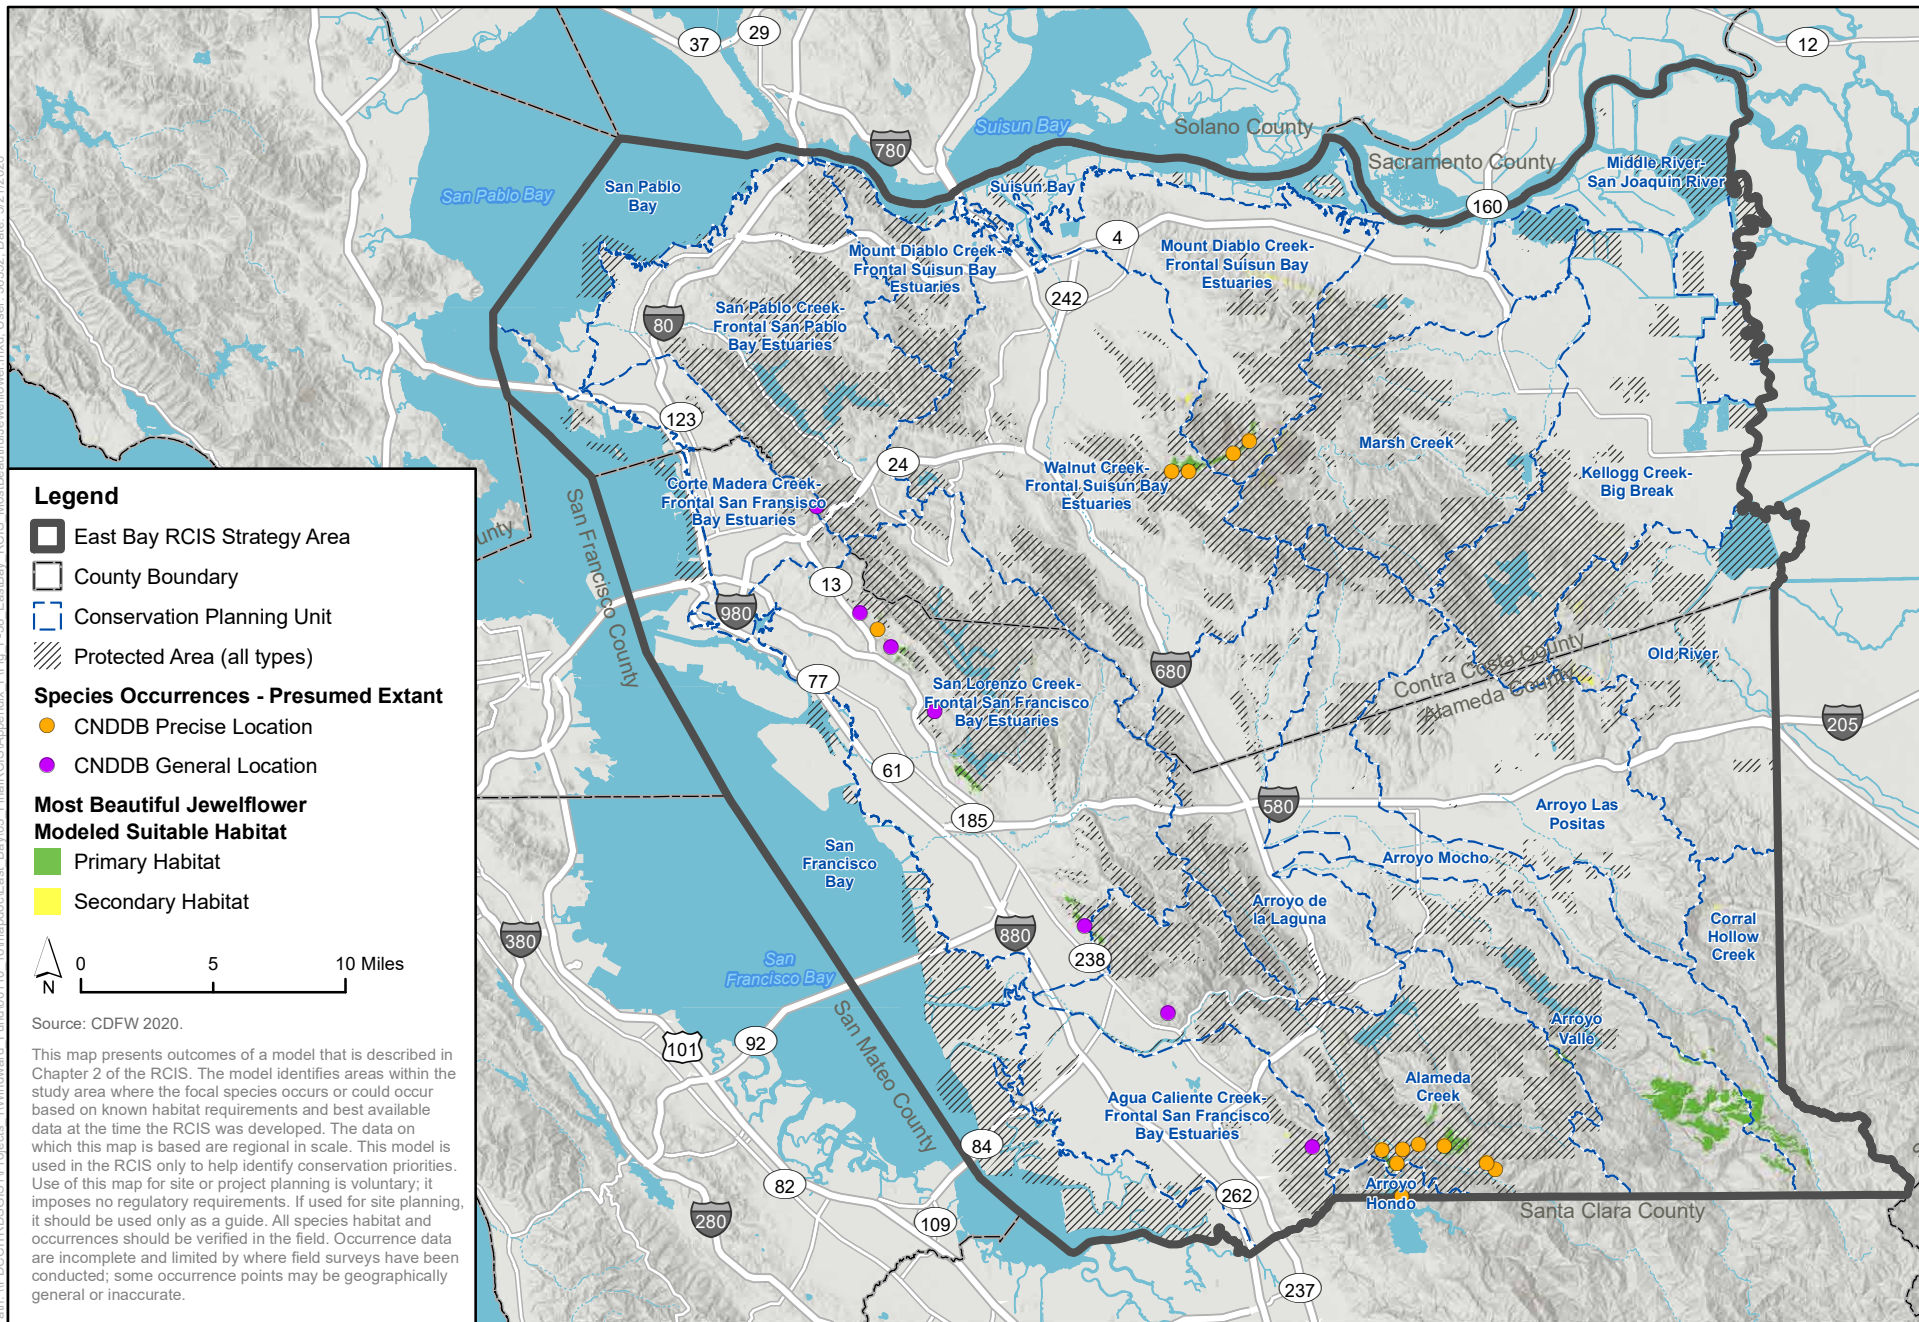 37
29
12
780
Suisun Bay
Solano County
Sacramento County
Middle River-
San Joaquin River
San Pablo Bay
San Pablo
Bay
Suisun Bay
160
4
Mount Diablo Creek-
Frontal Suisun Bay
Estuaries
Mount Diablo Creek-
Frontal Suisun Bay
Estuaries
242
80
San Pablo Creek-
Frontal San Pablo
Bay Estuaries
123
24
Marsh Creek
Walnut Creek-
Frontal Suisun Bay
Estuaries
Kellogg Creek-
Big Break
Corte Madera Creek-
Frontal San Fransisco
Bay Estuaries
unty
San Francisco County
13
980
680
77
Contra Costa County
Alameda County
Old River
205
San Lorenzo Creek-
Frontal San Francisco
Bay Estuaries
61
185
580
Arroyo Las
Positas
Arroyo Mocho
San
Francisco
Bay
Arroyo de
la Laguna
Corral
Hollow
Creek
380
880
238
San
Francisco Bay
San Mateo County
101
92
Arroyo
Valle
Alameda
Creek
Agua Caliente Creek-
Frontal San Francisco
Bay Estuaries
84
82
262
Arroyo
Hondo
Santa Clara County
280
109
237
Legend
East Bay RCIS Strategy Area
County Boundary
Conservation Planning Unit
Protected Area (all types)
Species Occurrences - Presumed Extant
CNDDB Precise Location
CNDDB General Location
Most Beautiful Jewelflower
Modeled Suitable Habitat
Primary Habitat
Secondary Habitat
N
0 5 10 Miles
Source: CDFW 2020.
This map presents outcomes of a model that is described in
Chapter 2 of the RCIS. The model identifies areas within the
study area where the focal species occurs or could occur
based on known habitat requirements and best available
data at the time the RCIS was developed. The data on
which this map is based are regional in scale. This model is
used in the RCIS only to help identify conservation priorities.
Use of this map for site or project planning is voluntary; it
imposes no regulatory requirements. If used for site planning,
it should be used only as a guide. All species habitat and
occurrences should be verified in the field. Occurrence data
are incomplete and limited by where field surveys have been
conducted; some occurrence points may be geographically
general or inaccurate.